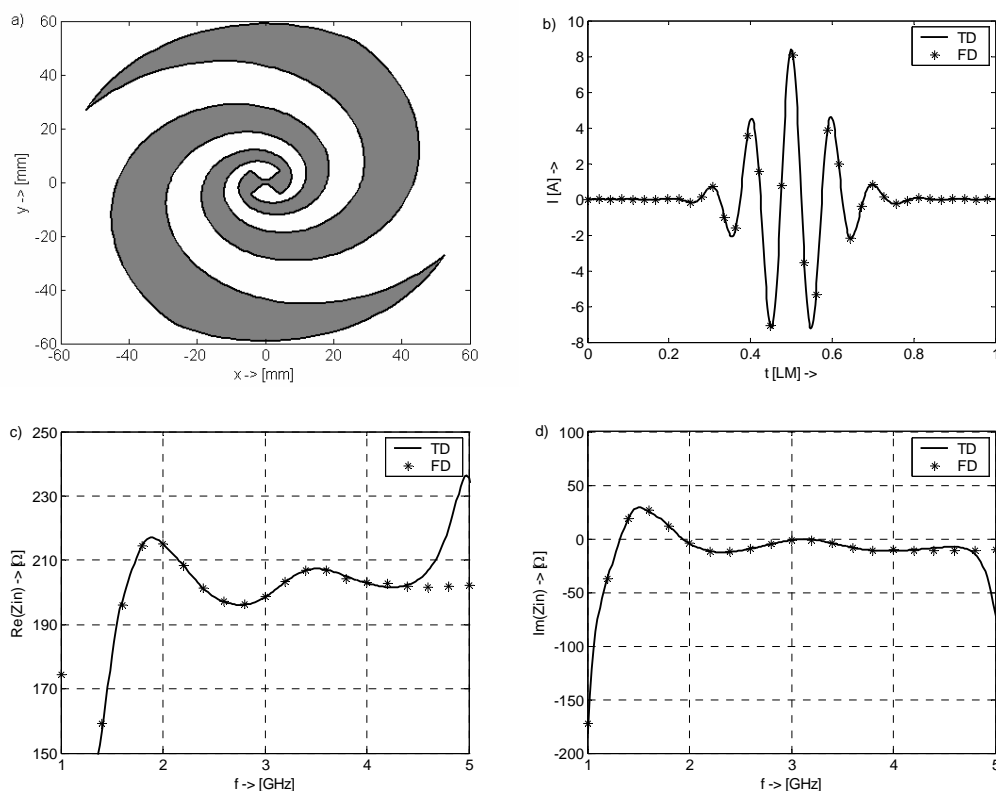 a)
60
40
20
0
-20
-40
-60
y -> [mm]
-60 -40 -20 0 20 40 60
x -> [mm]
b)
10
8
6
4
2
0
-2
-4
-6
-8
I [A] ->
TD
FD
0 0.2 0.4 0.6 0.8 1
t [LM] ->
c)
250
230
210
190
170
150
Re(Zin) -> [Ω]
TD
FD
1 2 3 4 5
f -> [GHz]
d)
100
50
0
-50
-100
-150
-200
Im(Zin) -> [Ω]
TD
FD
1 2 3 4 5
f -> [GHz]